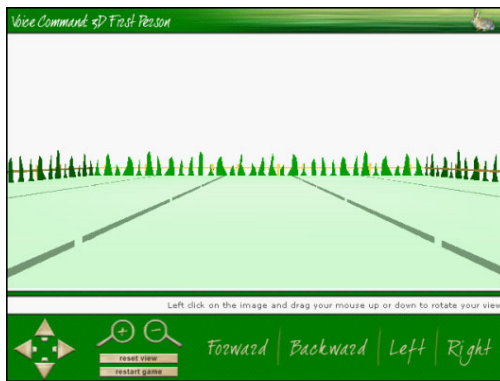 Voice Command 3D First Person
Left click on the image and drag your mouse up or down to rotate your view
Forward Backward Left Right
reset view
restart game